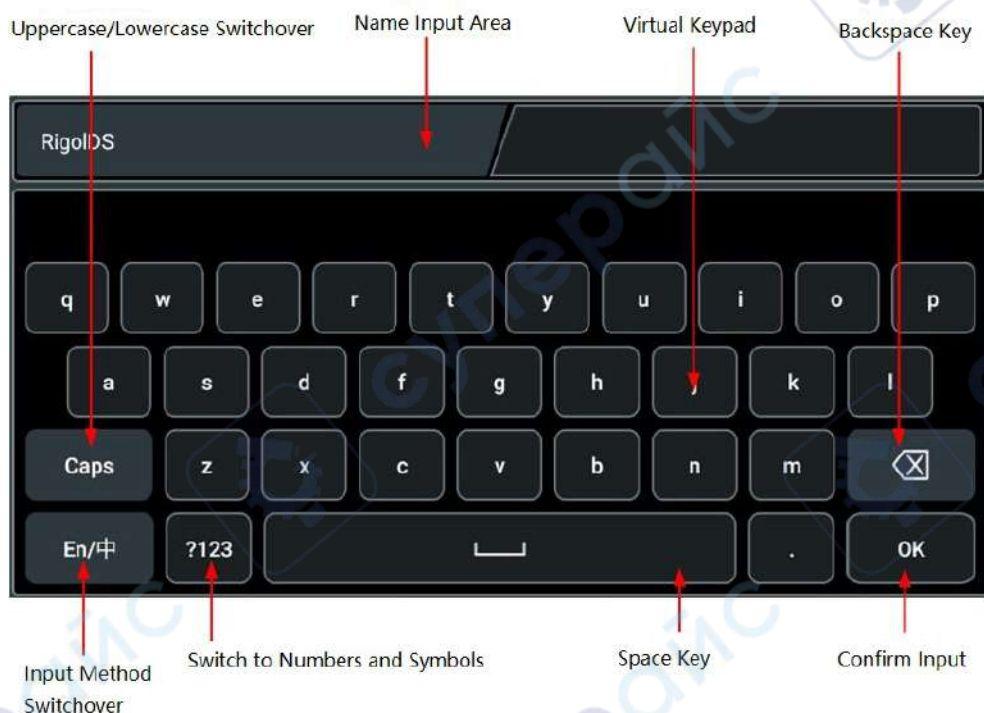 Uppercase/Lowercase Switchover Name Input Area Virtual Keypad Backspace Key
RigolDS
q w e r t y u i o p
a s d f g h j k l
Caps z x c v b n m
En/中 ?123 . OK
Input Method
Switchover
Switch to Numbers and Symbols
Space Key
Confirm Input
суперайс